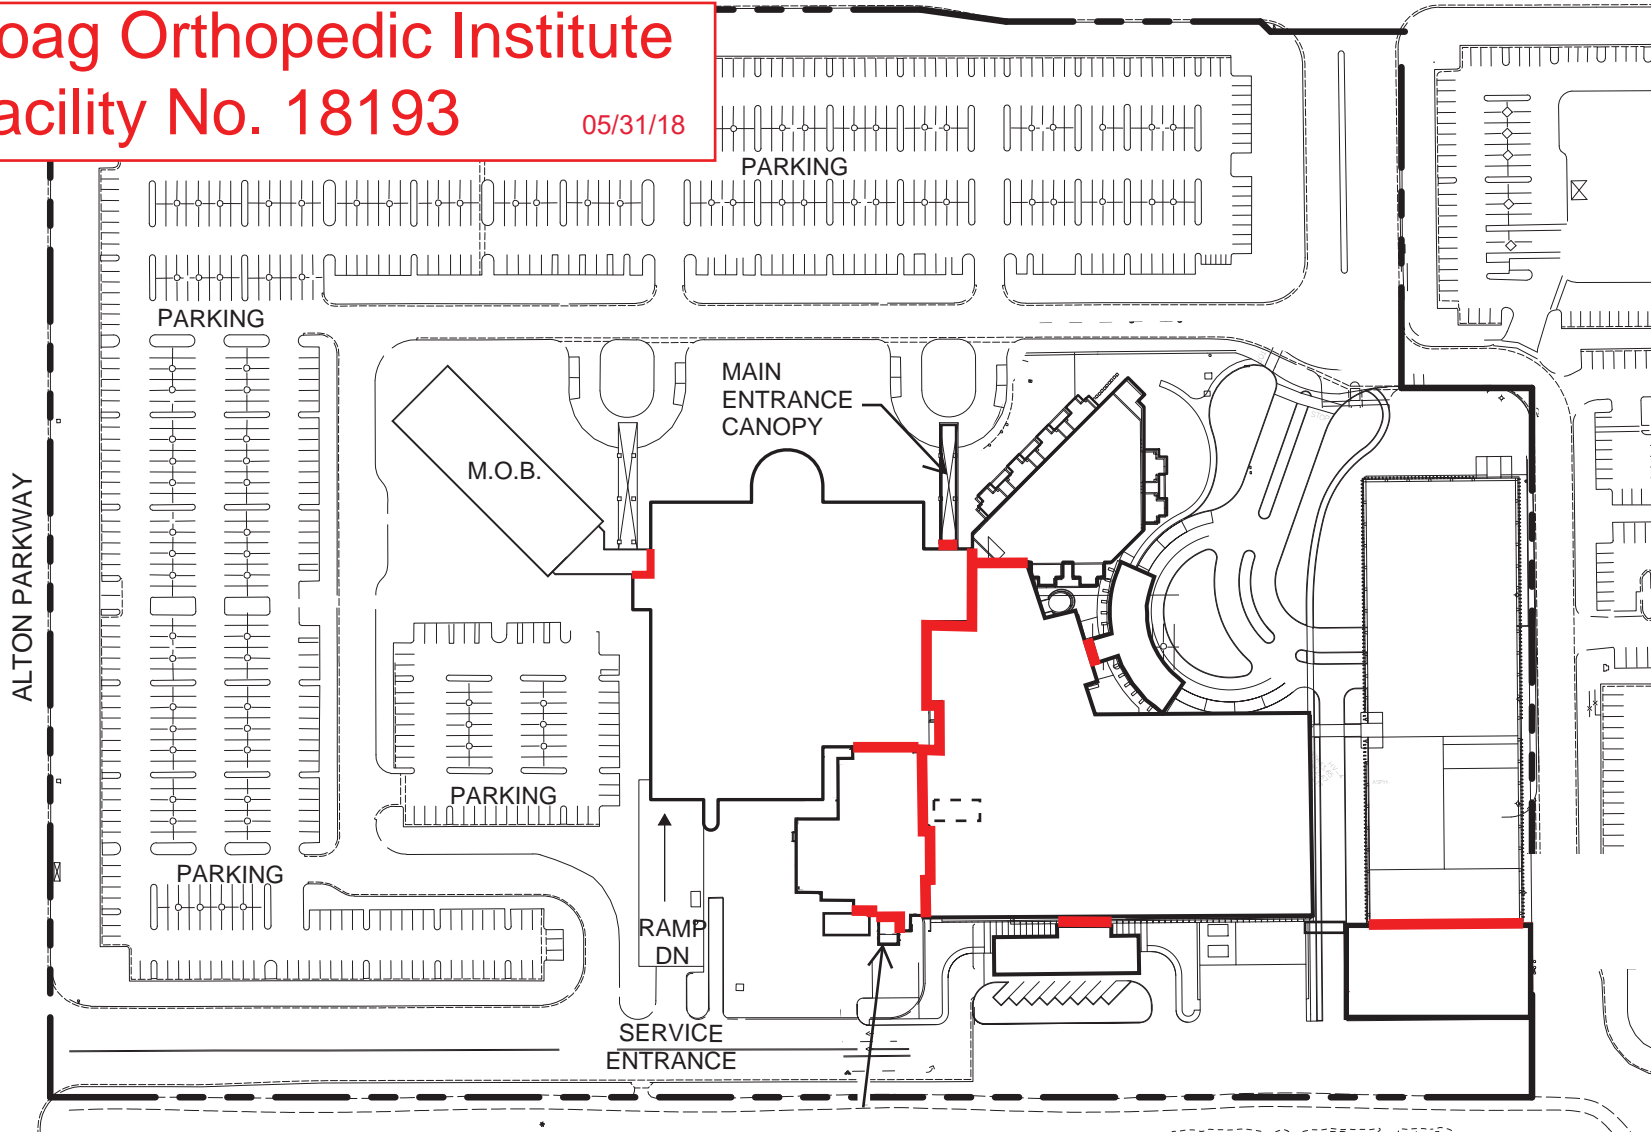 oag Orthopedic Institute
acility No. 18193
05/31/18
PARKING
PARKING
MAIN
ENTRANCE
CANOPY
M.O.B.
ALTON PARKWAY
PARKING
PARKING
RAMP
DN
SERVICE
ENTRANCE